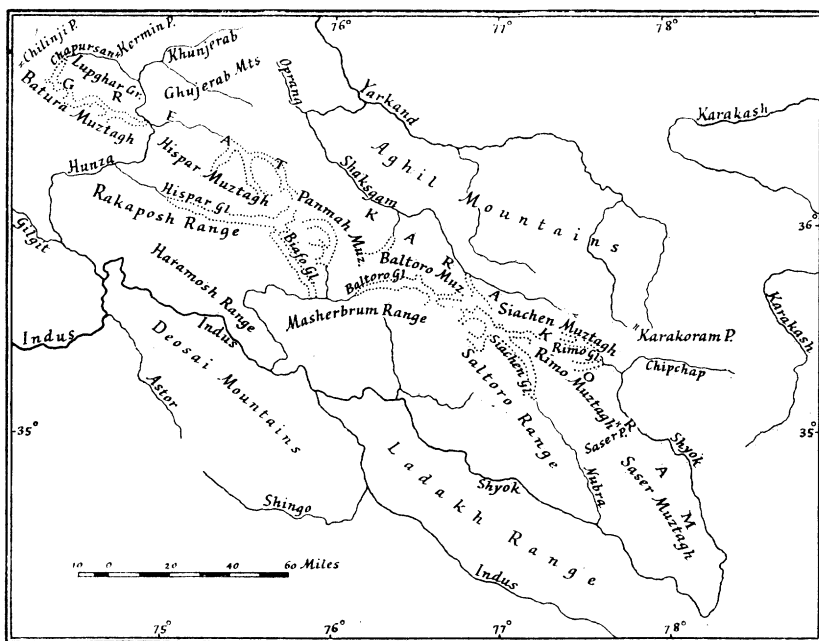 76° 77° 78°
Chilinji P.
Chapursan
Kermin P.
Khunjerab
Lupghar Gr.
Ghujerab Mts
Oprang
Yarkand
Karakash
Batura Muztagh
GREAT KARAKORAM
Hunza
Hispar Muztagh
Shaksgam
Aghil Mountains
Hispar Gl.
Panmah Muz.
Rakaposh Range
36°
Gilgit
Biafo Gl.
Baltoro Muz.
Haramosh Range
Baltoro Gl.
Siachen Muztagh
Karakash
Indus
Indus
Masherbrum Range
Karakoram P.
Rimo Gl.
Rimo Muztagh
Chipchap
Deosai Mountains
Siachen Gl.
Astor
Saltoro Range
35°
35°
Saser P.
Shyok
Saser Muztagh
Nubra
Shyok
Ladakh Range
Shingo
Indus
10 0 20 40 60 Miles
75° 76° 77° 78°